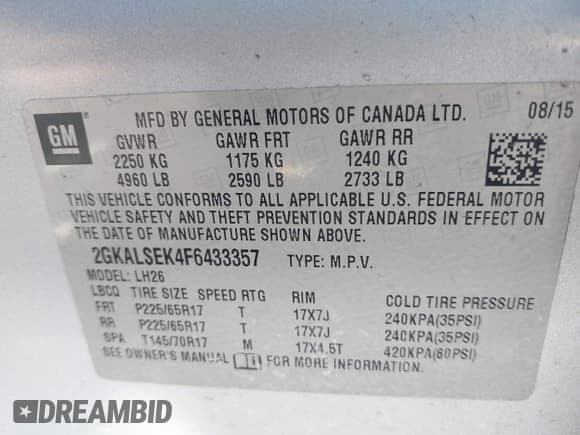 GM
MFD BY GENERAL MOTORS OF CANADA LTD. 08/15
GVWR GAWR FRT GAWR RR
2250 KG 1175 KG 1240 KG
4960 LB 2590 LB 2733 LB
THIS VEHICLE CONFORMS TO ALL APPLICABLE U.S. FEDERAL MOTOR
VEHICLE SAFETY AND THEFT PREVENTION STANDARDS IN EFFECT ON
THE DATE OF MANUFACTURE SHOWN ABOVE.
2GKALSEK4F6433357 TYPE: M.P.V.
MODEL: LH26
LBCQ TIRE SIZE SPEED RTG RIM COLD TIRE PRESSURE
FRT P225/65R17 T 17X7J 240KPA(35PSI)
RR P225/65R17 T 17X7J 240KPA(35PSI)
SPA T145/70R17 M 17X4.5T 420KPA(60PSI)
SEE OWNER'S MANUAL FOR MORE INFORMATION.
DREAMBID